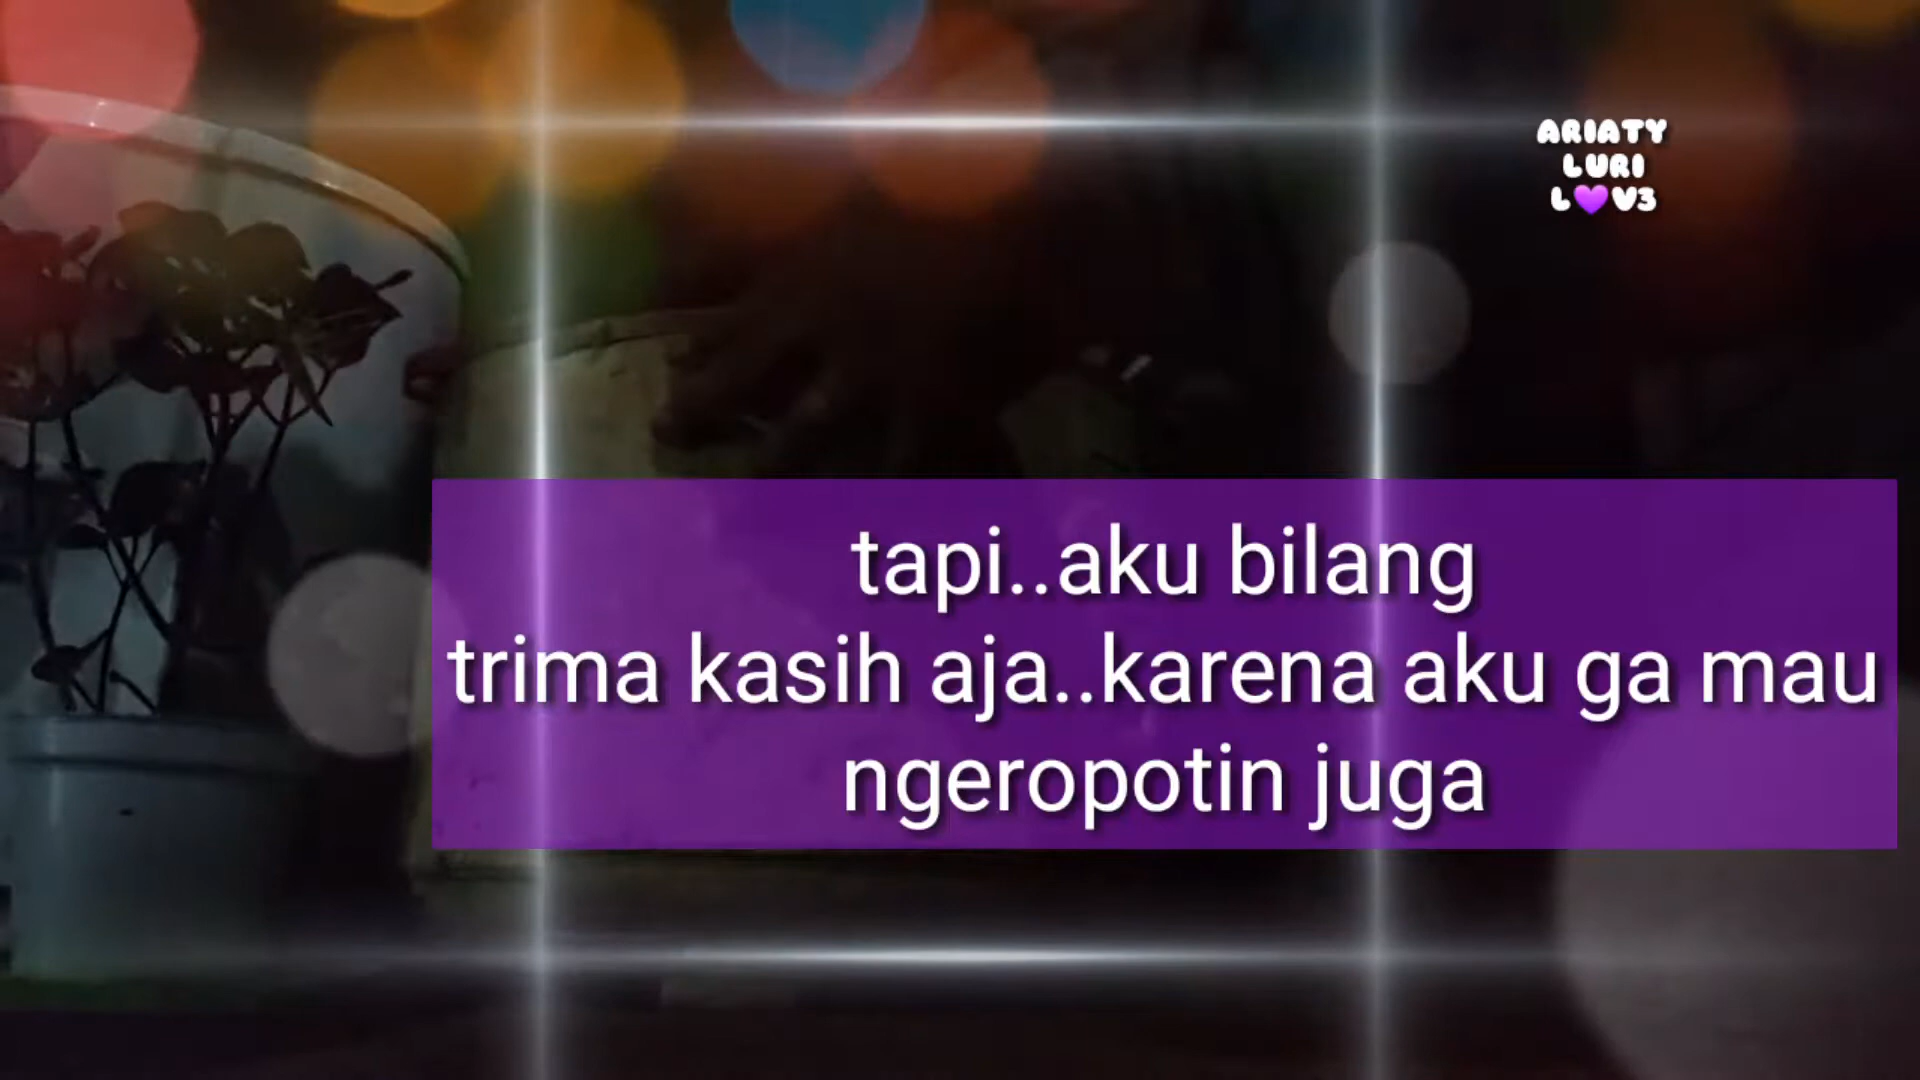 ARIATY
LURI
L💜V3
tapi..aku bilang
trima kasih aja..karena aku ga mau
ngeropotin juga